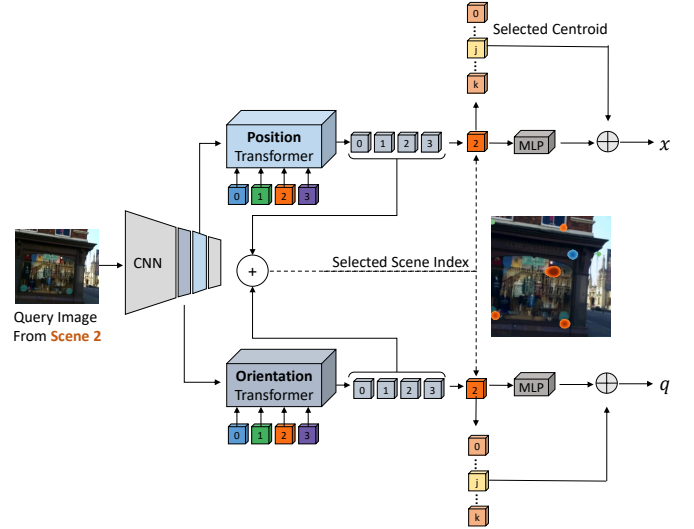 0
Selected Centroid
j
k
Position
Transformer
0 1 2 3
2
MLP
x
0 1 2 3
CNN
+
Selected Scene Index
Query Image
From Scene 2
Orientation
Transformer
0 1 2 3
2
MLP
q
0 1 2 3
0
j
k